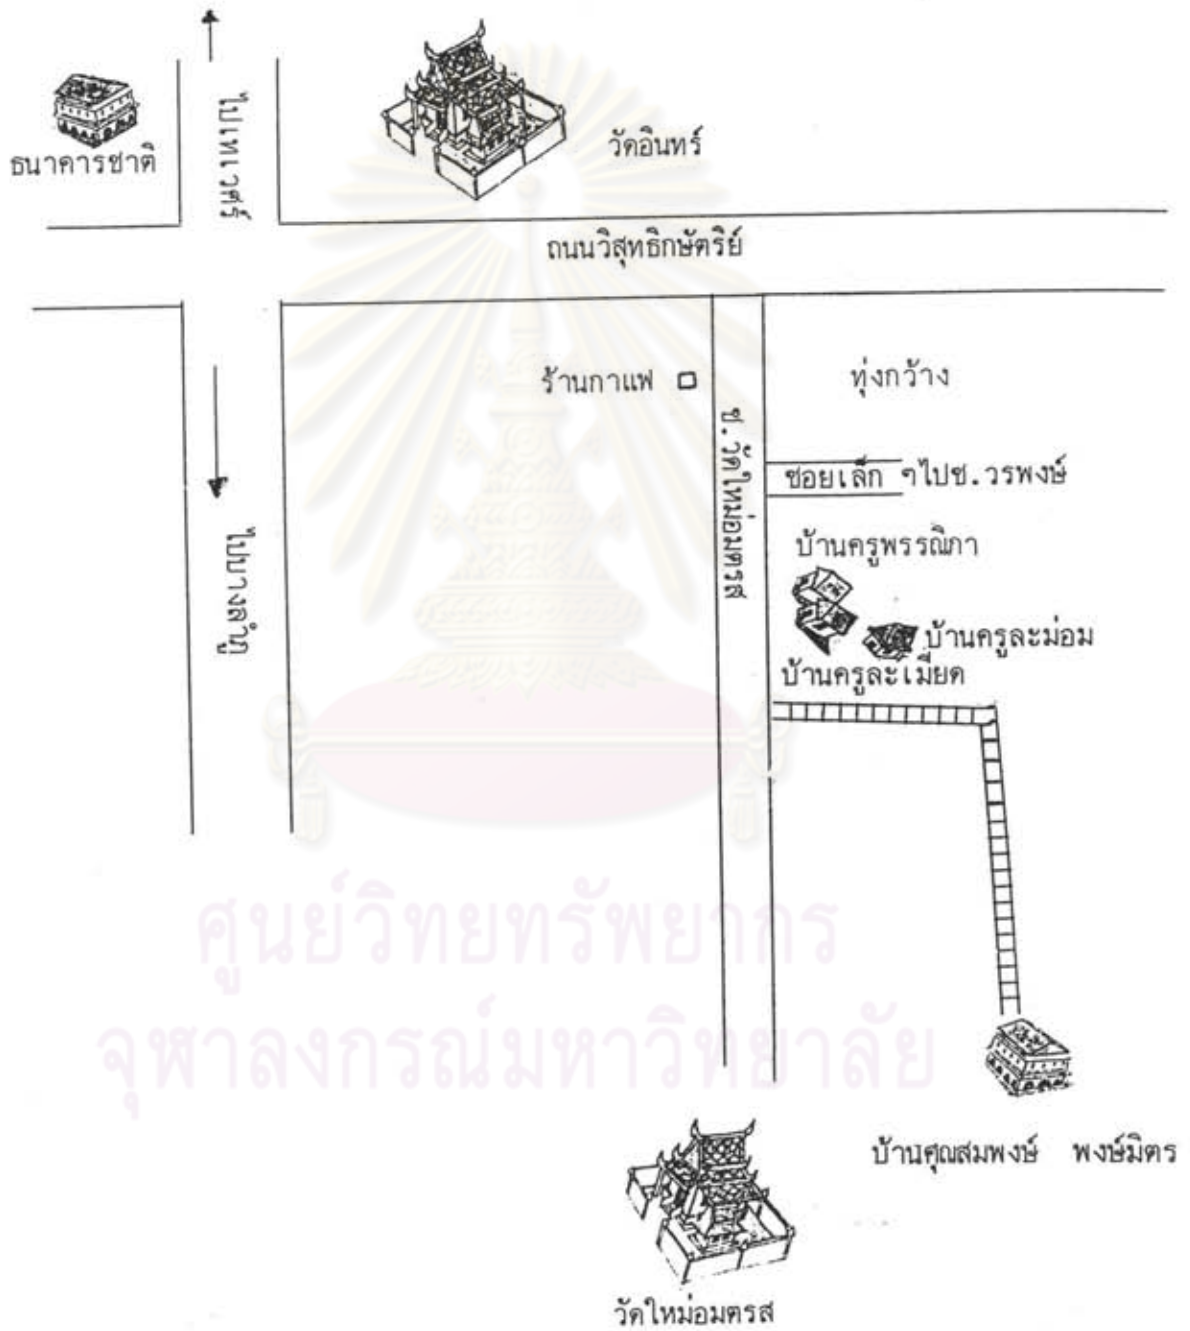 ไปเทเวศร์
ธนาคารชาติ
วัดอินทร์
ถนนวิสุทธิกษัตริย์
ร้านกาแฟ
ทุ่งกว้าง
ซ.วัดใหม่อมตรส
ซอยเล็ก ๆไปซ.วรพงษ์
ไปบางลำภู
บ้านครูพรรณิภา
บ้านครูละม่อม
บ้านครูละเมียด
ศูนย์วิทยทรัพยากร
จุฬาลงกรณ์มหาวิทยาลัย
บ้านคุณสมพงษ์ พงษ์มิตร
วัดใหม่อมตรส